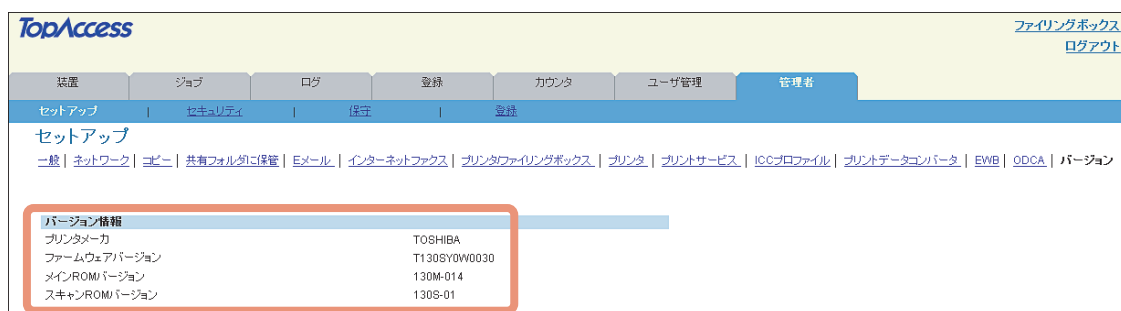 TopAccess
ファイリングボックス
ログアウト
装置 ジョブ ログ 登録 カウンタ ユーザ管理 管理者
セットアップ | セキュリティ | 保守 | 登録
セットアップ
一般 | ネットワーク | コピー | 共有フォルダに保管 | Eメール | インターネットファクス | プリンタ/ファイリングボックス | プリンタ | プリントサービス | ICCプロファイル | プリントデータコンバータ | EWB | ODCA | バージョン
バージョン情報
プリンタメーカ TOSHIBA
ファームウェアバージョン T130SY0W0030
メインROMバージョン 130M-014
スキャンROMバージョン 130S-01